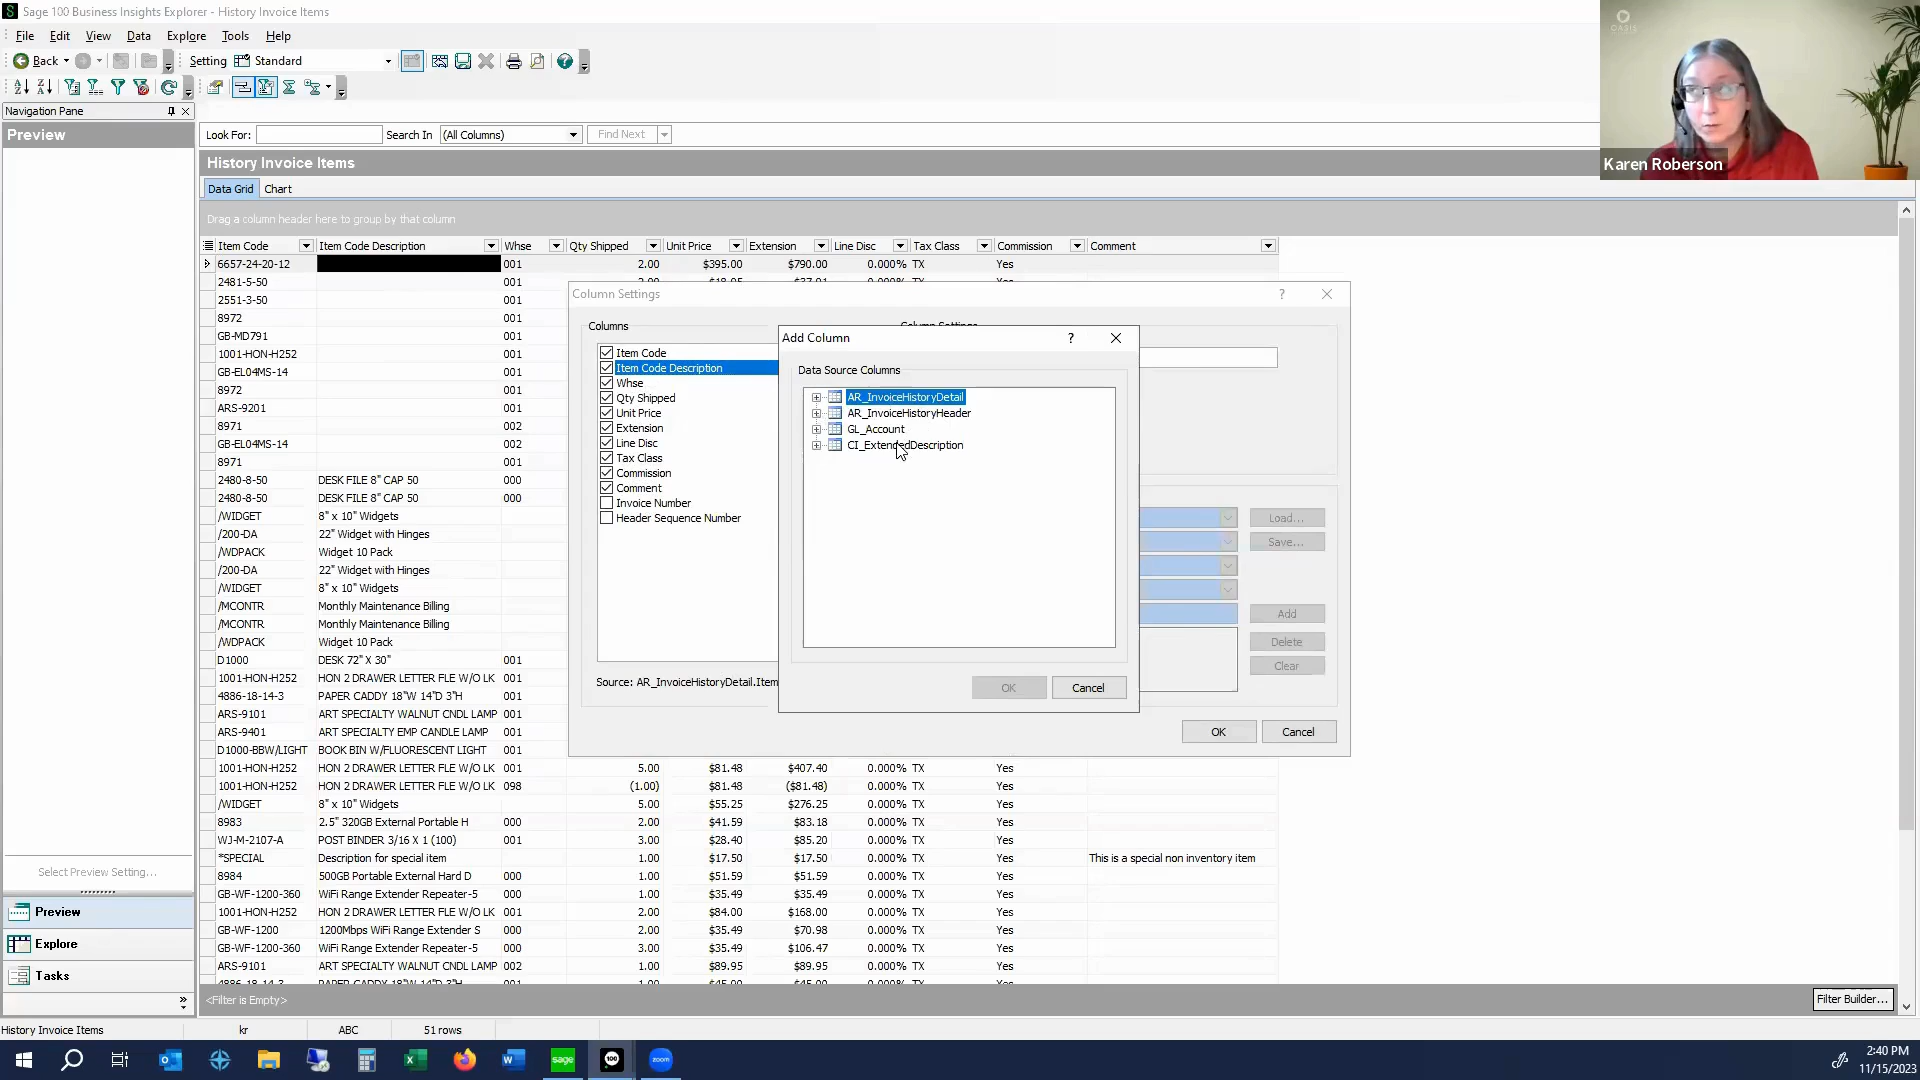 Sage 100 Business Insights Explorer - History Invoice Items
File Edit View Data Explore Tools Help
Back Setting Standard
Navigation Pane
Preview
Look For: Search In (All Columns) Find Next
Karen Roberson
History Invoice Items
Data Grid Chart
Drag a column header here to group by that column
Item Code Item Code Description Whse Qty Shipped Unit Price Extension Line Disc Tax Class Commission Comment
6657-24-20-12 001 2.00 $395.00 $790.00 0.000% TX Yes
2481-5-50 001
2551-3-50 001
8972 001
GB-MD791 001
1001-HON-H252 001
GB-EL04MS-14 001
8972 001
ARS-9201 001
8971 002
GB-EL04MS-14 002
8971 001
2480-8-50 DESK FILE 8" CAP 50 000
2480-8-50 DESK FILE 8" CAP 50 000
/WIDGET 8" x 10" Widgets
/200-DA 22" Widget with Hinges
/WDPACK Widget 10 Pack
/200-DA 22" Widget with Hinges
/WIDGET 8" x 10" Widgets
/MCONTR Monthly Maintenance Billing
/MCONTR Monthly Maintenance Billing
/WDPACK Widget 10 Pack
D1000 DESK 72" X 30" 001
1001-HON-H252 HON 2 DRAWER LETTER FLE W/O LK 001
4886-18-14-3 PAPER CADDY 18"W 14"D 3"H 001
ARS-9101 ART SPECIALTY WALNUT CNDL LAMP 001
ARS-9401 ART SPECIALTY EMP CANDLE LAMP 001
D1000-BBW/LIGHT BOOK BIN W/FLUORESCENT LIGHT 001
1001-HON-H252 HON 2 DRAWER LETTER FLE W/O LK 001 5.00 $81.48 $407.40 0.000% TX Yes
1001-HON-H252 HON 2 DRAWER LETTER FLE W/O LK 098 (1.00) $81.48 ($81.48) 0.000% TX Yes
/WIDGET 8" x 10" Widgets 5.00 $55.25 $276.25 0.000% TX Yes
8983 2.5" 320GB External Portable H 000 2.00 $41.59 $83.18 0.000% TX Yes
WJ-M-2107-A POST BINDER 3/16 X 1 (100) 001 3.00 $28.40 $85.20 0.000% TX Yes
*SPECIAL Description for special item 1.00 $17.50 $17.50 0.000% TX Yes This is a special non inventory item
8984 500GB Portable External Hard D 000 1.00 $51.59 $51.59 0.000% TX Yes
GB-WF-1200-360 WiFi Range Extender Repeater-5 000 1.00 $35.49 $35.49 0.000% TX Yes
1001-HON-H252 HON 2 DRAWER LETTER FLE W/O LK 001 2.00 $84.00 $168.00 0.000% TX Yes
GB-WF-1200 1200Mbps WiFi Range Extender S 000 2.00 $35.49 $70.98 0.000% TX Yes
GB-WF-1200-360 WiFi Range Extender Repeater-5 000 3.00 $35.49 $106.47 0.000% TX Yes
ARS-9101 ART SPECIALTY WALNUT CNDL LAMP 002 1.00 $89.95 $89.95 0.000% TX Yes
Column Settings
Columns
Item Code
Item Code Description
Whse
Qty Shipped
Unit Price
Extension
Line Disc
Tax Class
Commission
Comment
Invoice Number
Header Sequence Number
Source: AR_InvoiceHistoryDetail.Item
Load...
Save...
Add
Delete
Clear
OK Cancel
Add Column
Data Source Columns
AR_InvoiceHistoryDetail
AR_InvoiceHistoryHeader
GL_Account
CI_ExtendedDescription
OK Cancel
Select Preview Setting...
Preview
Explore
Tasks
<Filter is Empty> Filter Builder...
History Invoice Items kr ABC 51 rows
sage 100 zoom
2:40 PM
11/15/2023